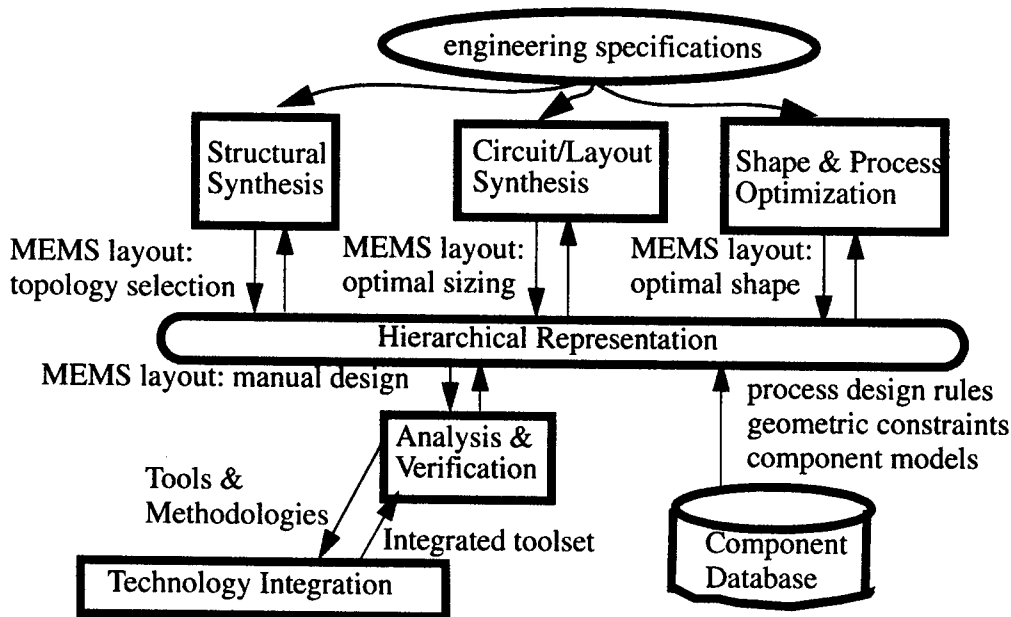 engineering specifications
Structural
Synthesis
Circuit/Layout
Synthesis
Shape & Process
Optimization
MEMS layout:
topology selection
MEMS layout:
optimal sizing
MEMS layout:
optimal shape
Hierarchical Representation
MEMS layout: manual design
process design rules
geometric constraints
component models
Analysis &
Verification
Tools &
Methodologies
Integrated toolset
Technology Integration
Component
Database